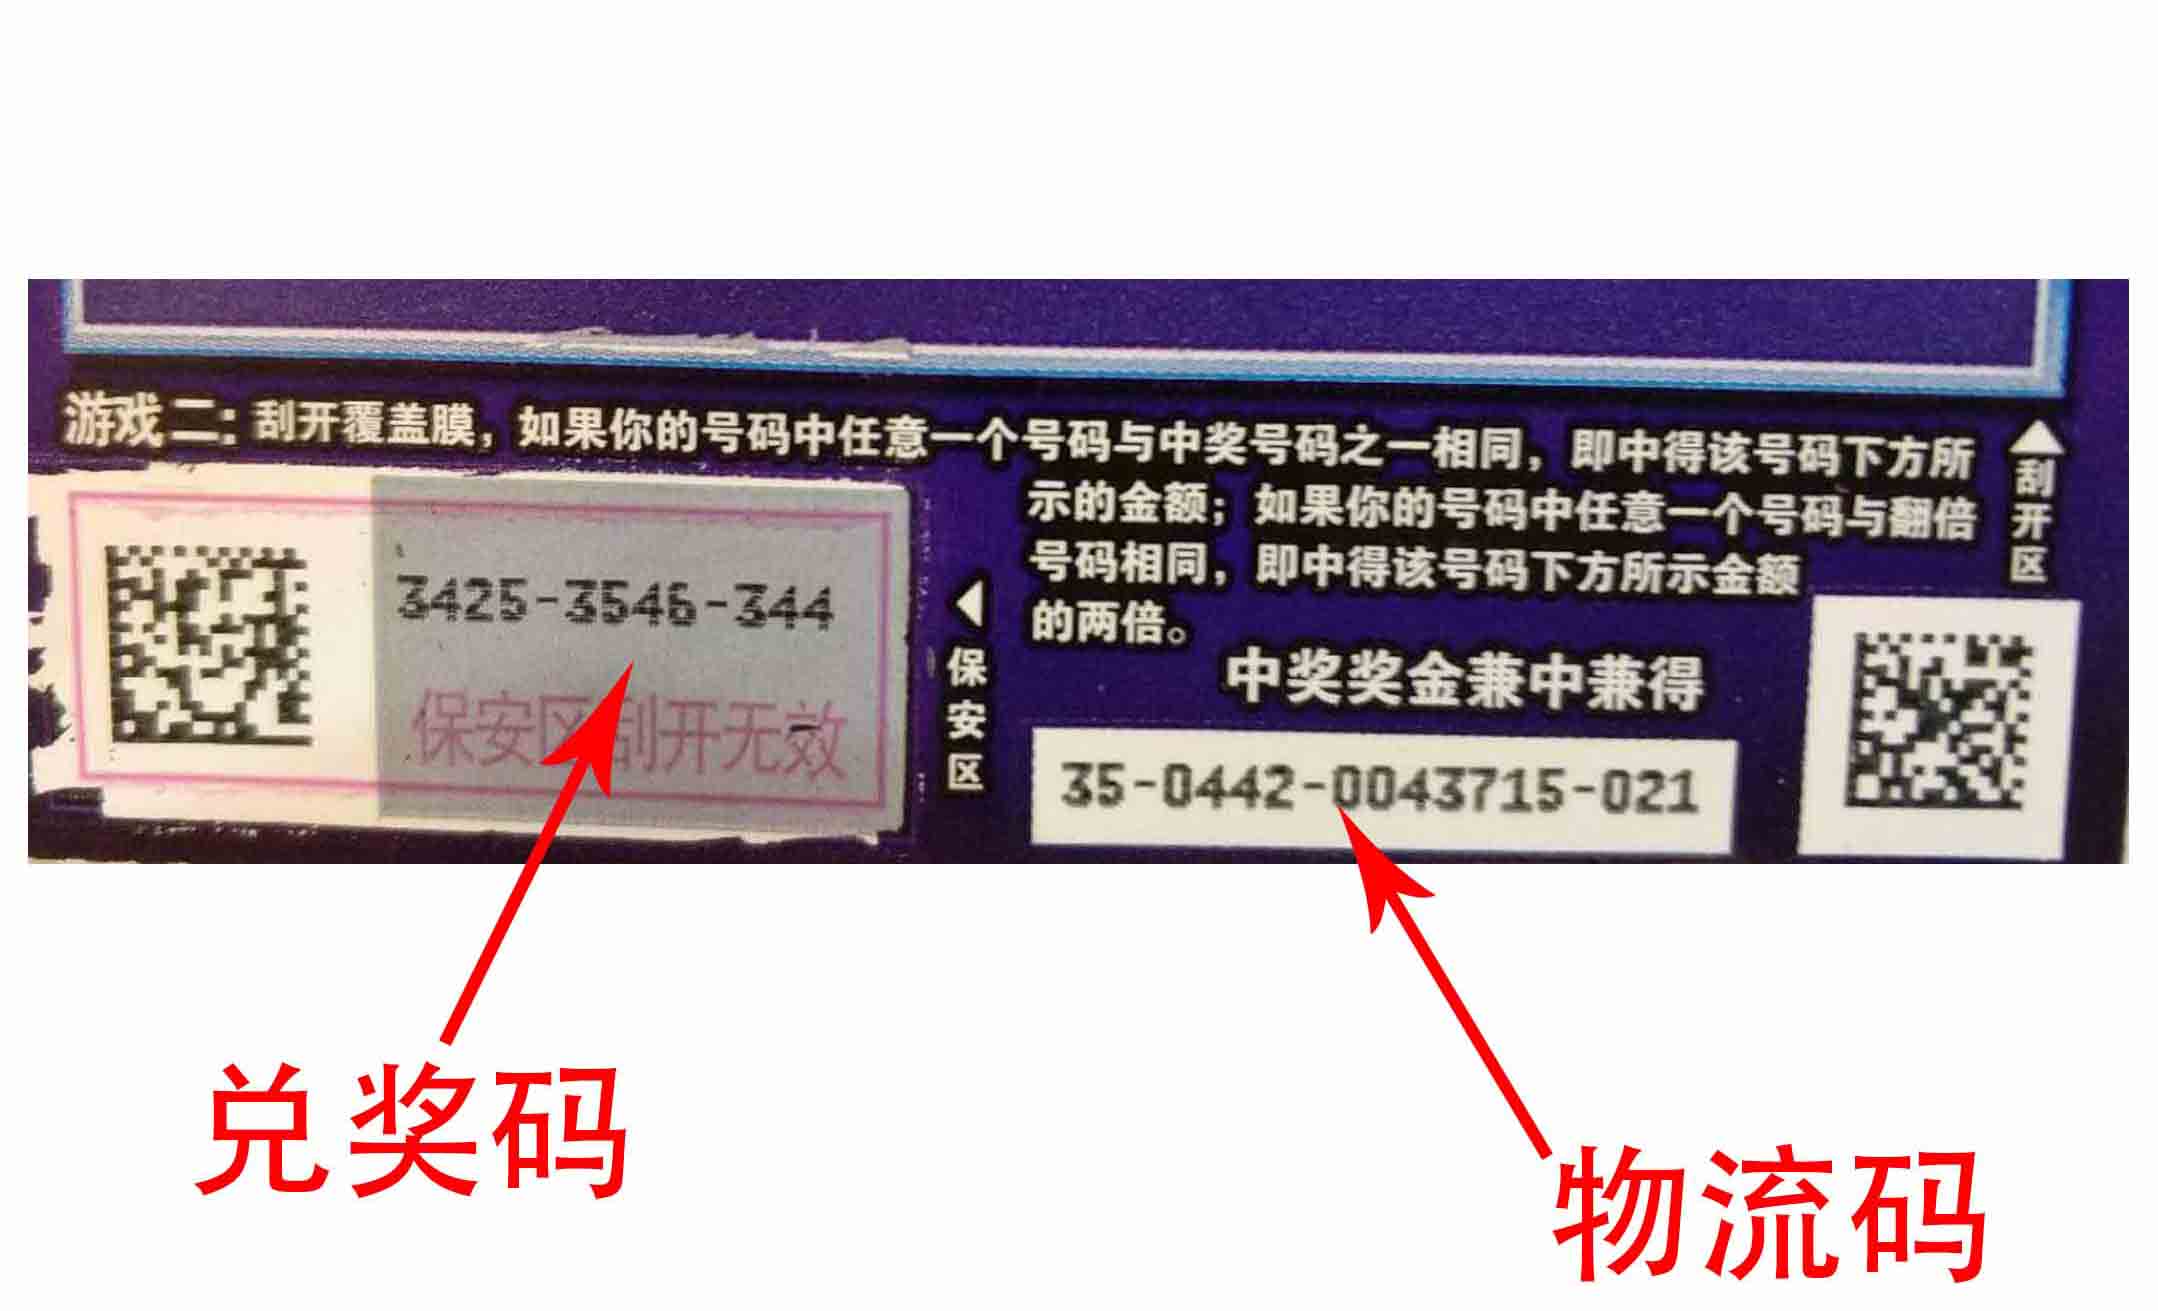 游戏二：刮开覆盖膜，如果你的号码中任意一个号码与中奖号码之一相同，即中得该号码下方所
示的金额；如果你的号码中任意一个号码与翻倍
号码相同，即中得该号码下方所示金额
的两倍。
刮开区
3425-3546-344
保安区刮开无效
保安区
中奖奖金兼中兼得
35-0442-0043715-021
兑奖码
物流码